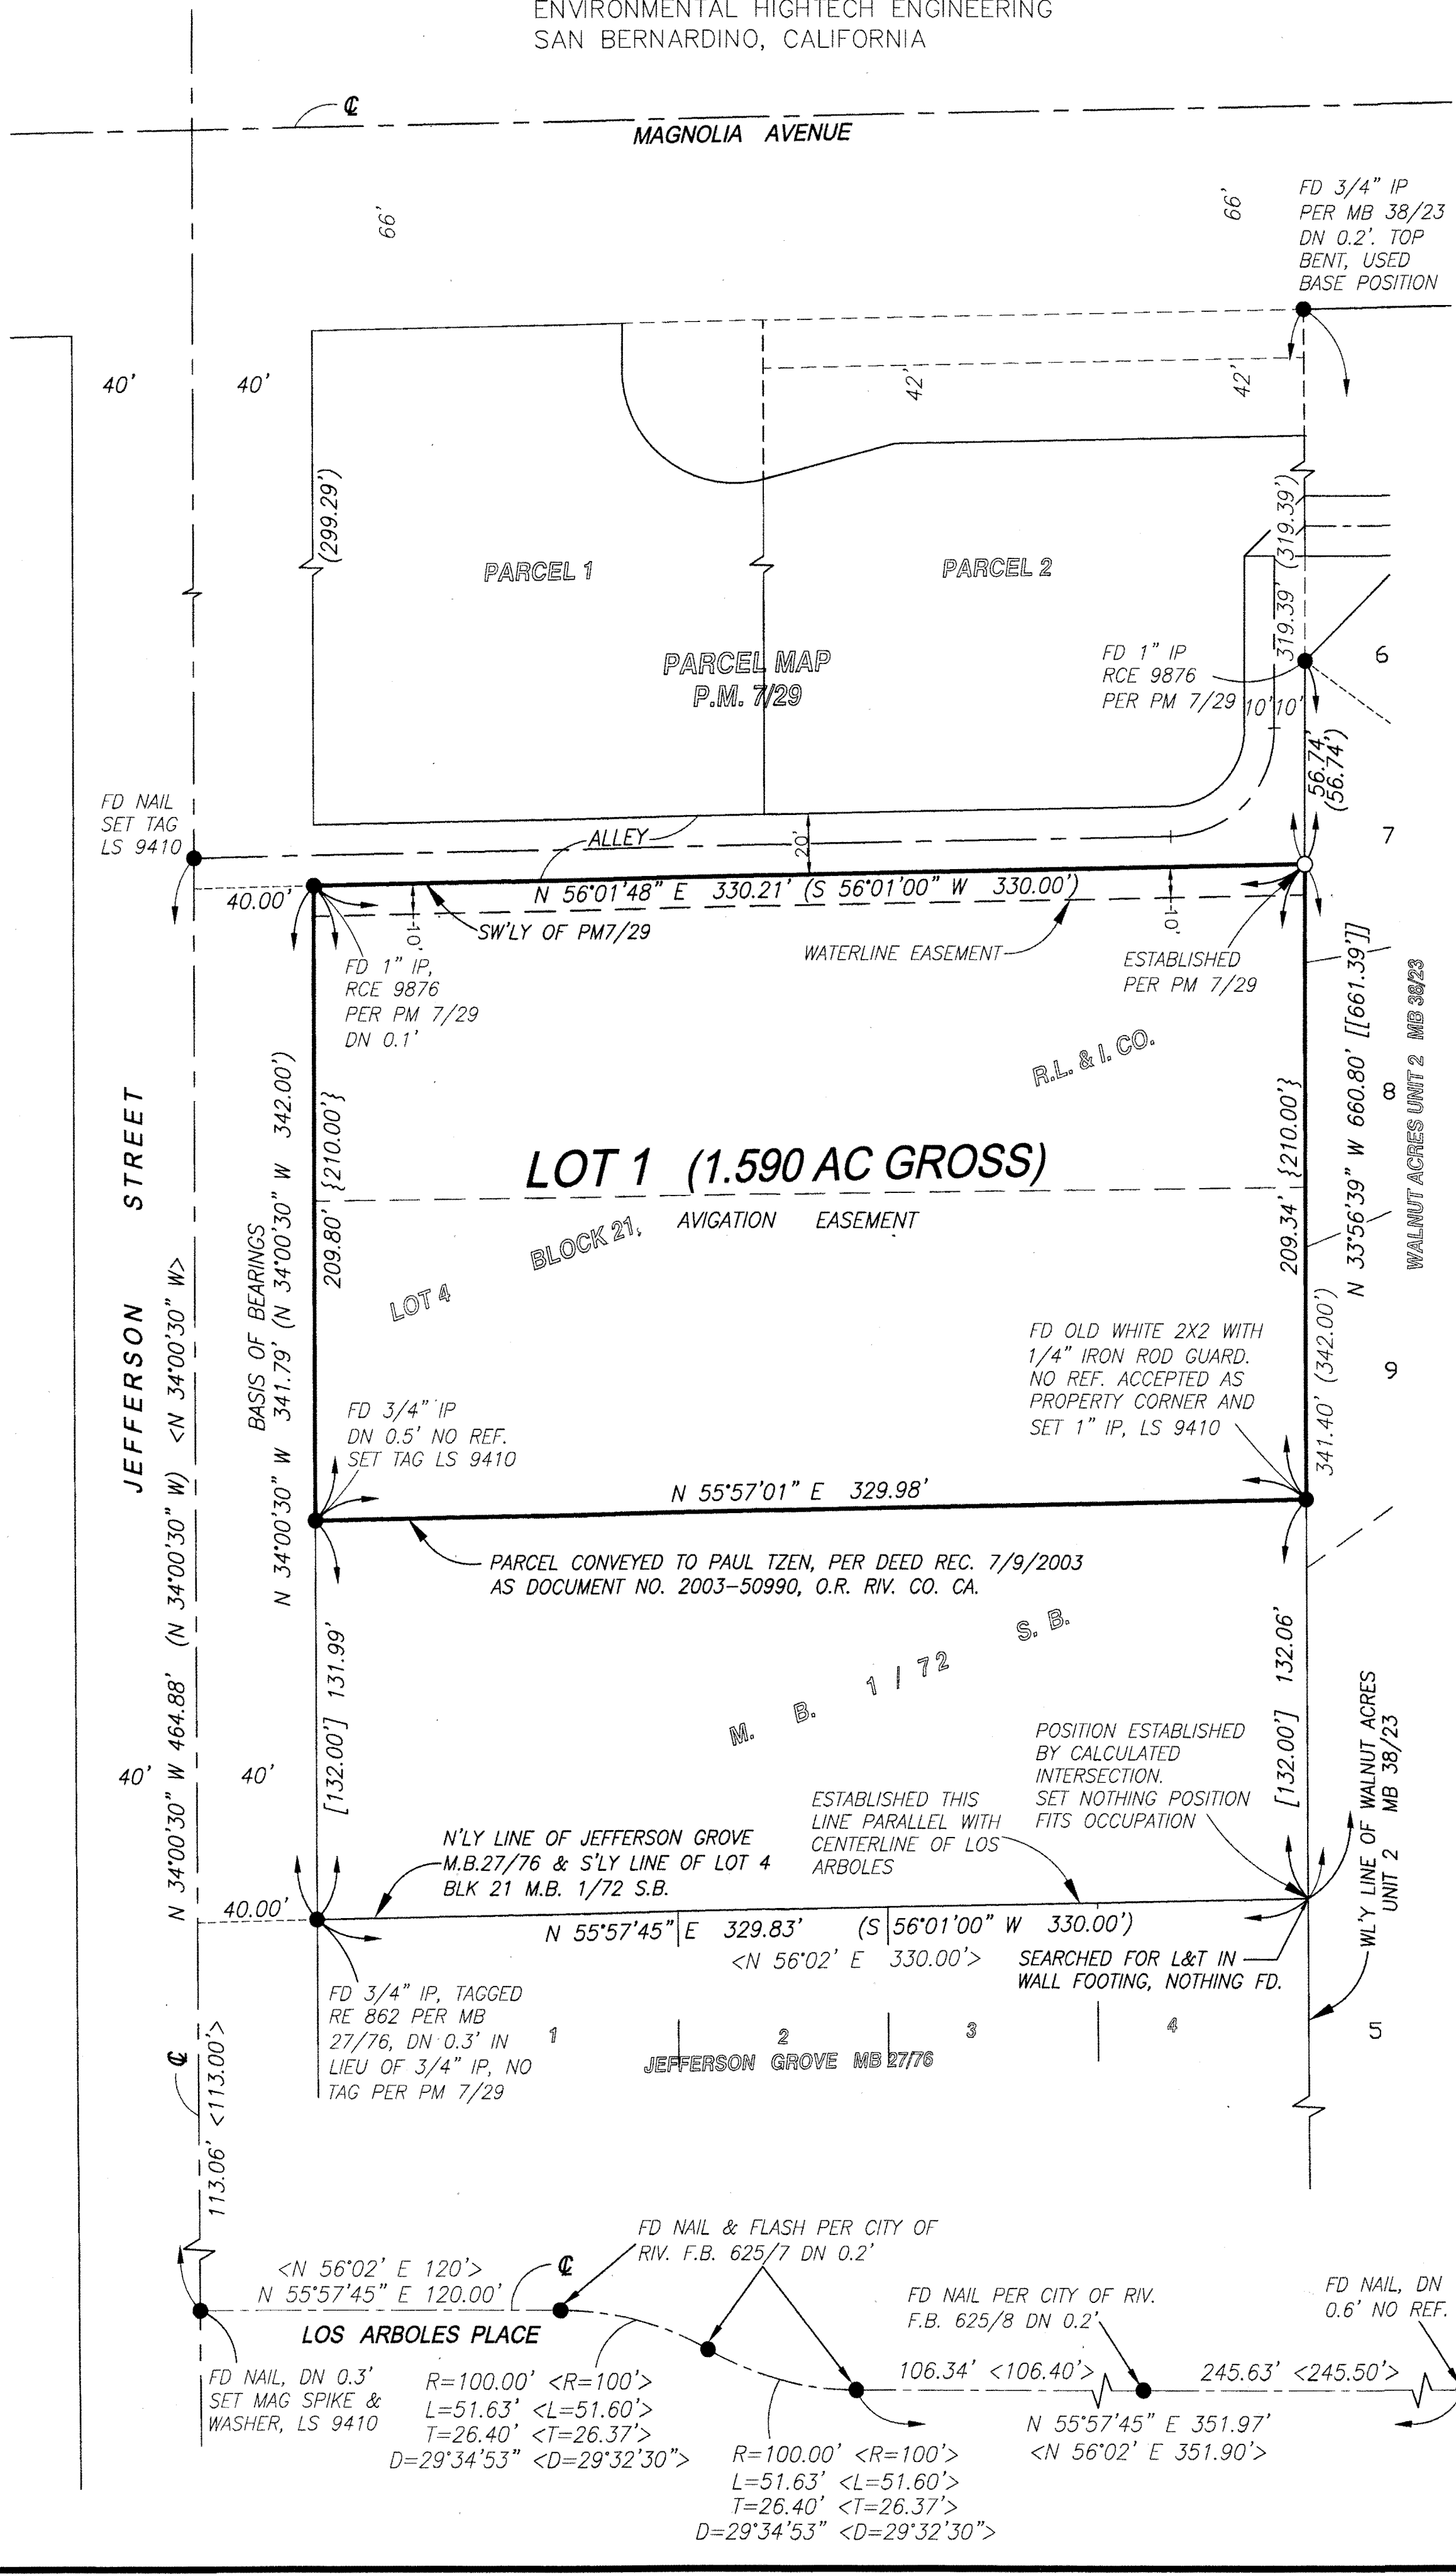 ENVIRONMENTAL HIGHTECH ENGINEERING
SAN BERNARDINO, CALIFORNIA
℄
MAGNOLIA AVENUE
66'
66'
FD 3/4" IP
PER MB 38/23
DN 0.2'. TOP
BENT, USED
BASE POSITION
40'
40'
42'
42'
(299.29')
(319.39')
319.39'
PARCEL 1
PARCEL 2
PARCEL MAP
P.M. 7/29
FD 1" IP
RCE 9876
PER PM 7/29
10' 10'
6
56.74'
(56.74')
7
FD NAIL
SET TAG
LS 9410
ALLEY
20'
40.00'
N 56°01'48" E 330.21' (S 56°01'00" W 330.00')
10'
SW'LY OF PM7/29
10'
WATERLINE EASEMENT
ESTABLISHED
PER PM 7/29
FD 1" IP,
RCE 9876
PER PM 7/29
DN 0.1'
R.L. & I. CO.
N 33°56'39" W 660.80' [[661.39']]
8
WALNUT ACRES UNIT 2 MB 38/23
JEFFERSON STREET
BASIS OF BEARINGS
N 34°00'30" W 341.79' (N 34°00'30" W 342.00')
209.80' {210.00'}
LOT 1 (1.590 AC GROSS)
209.34' {210.00'}
AVIGATION EASEMENT
LOT 4
BLOCK 21,
341.40' (342.00')
9
FD OLD WHITE 2X2 WITH
1/4" IRON ROD GUARD.
NO REF. ACCEPTED AS
PROPERTY CORNER AND
SET 1" IP, LS 9410
FD 3/4" IP
DN 0.5' NO REF.
SET TAG LS 9410
N 55°57'01" E 329.98'
PARCEL CONVEYED TO PAUL TZEN, PER DEED REC. 7/9/2003
AS DOCUMENT NO. 2003-50990, O.R. RIV. CO. CA.
N 34°00'30" W 464.88' (N 34°00'30" W) <N 34°00'30" W>
[132.00'] 131.99'
[132.00'] 132.06'
M. B. 1 / 72 S. B.
40'
40'
POSITION ESTABLISHED
BY CALCULATED
INTERSECTION.
SET NOTHING POSITION
FITS OCCUPATION
ESTABLISHED THIS
LINE PARALLEL WITH
CENTERLINE OF LOS
ARBOLES
WL'Y LINE OF WALNUT ACRES
UNIT 2 MB 38/23
N'LY LINE OF JEFFERSON GROVE
M.B.27/76 & S'LY LINE OF LOT 4
BLK 21 M.B. 1/72 S.B.
40.00'
N 55°57'45" E 329.83' (S 56°01'00" W 330.00')
<N 56°02' E 330.00'>
SEARCHED FOR L&T IN
WALL FOOTING, NOTHING FD.
FD 3/4" IP, TAGGED
RE 862 PER MB
27/76, DN 0.3' IN
LIEU OF 3/4" IP, NO
TAG PER PM 7/29
1
2
3
4
5
JEFFERSON GROVE MB 27/76
℄
113.06' <113.00'>
FD NAIL & FLASH PER CITY OF
RIV. F.B. 625/7 DN 0.2'
<N 56°02' E 120'>
N 55°57'45" E 120.00'
℄
LOS ARBOLES PLACE
FD NAIL PER CITY OF RIV.
F.B. 625/8 DN 0.2'
FD NAIL, DN
0.6' NO REF.
FD NAIL, DN 0.3'
SET MAG SPIKE &
WASHER, LS 9410
R=100.00' <R=100'>
L=51.63' <L=51.60'>
T=26.40' <T=26.37'>
D=29°34'53" <D=29°32'30">
106.34' <106.40'>
245.63' <245.50'>
N 55°57'45" E 351.97'
<N 56°02' E 351.90'>
R=100.00' <R=100'>
L=51.63' <L=51.60'>
T=26.40' <T=26.37'>
D=29°34'53" <D=29°32'30">